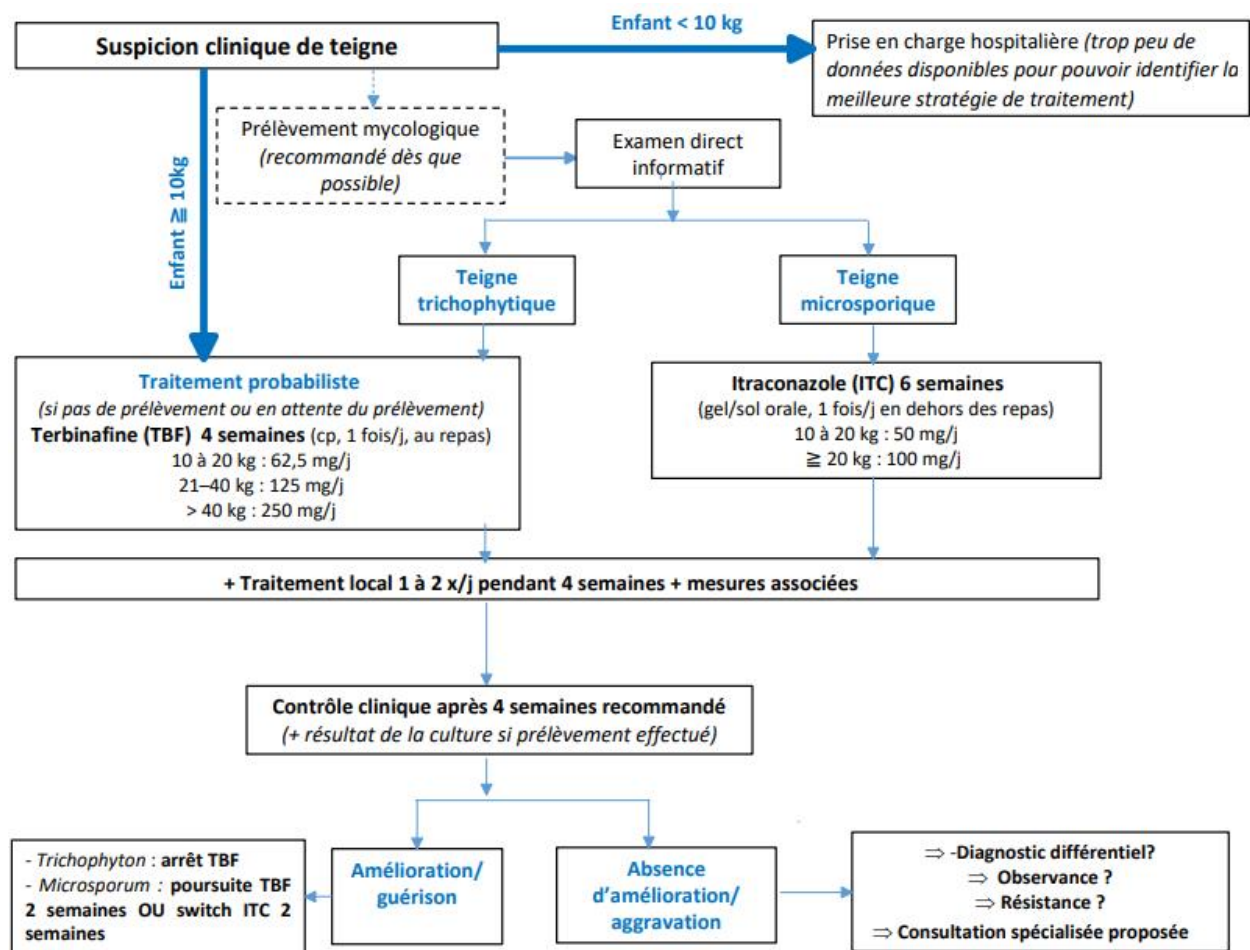 Enfant < 10 kg
Suspicion clinique de teigne
Prise en charge hospitalière (trop peu de
données disponibles pour pouvoir identifier la
meilleure stratégie de traitement)
Prélèvement mycologique
(recommandé dès que
possible)
Examen direct
informatif
Enfant ≧ 10kg
Teigne
trichophytique
Teigne
microsporique
Traitement probabiliste
(si pas de prélèvement ou en attente du prélèvement)
Terbinafine (TBF) 4 semaines (cp, 1 fois/j, au repas)
10 à 20 kg : 62,5 mg/j
21–40 kg : 125 mg/j
> 40 kg : 250 mg/j
Itraconazole (ITC) 6 semaines
(gel/sol orale, 1 fois/j en dehors des repas)
10 à 20 kg : 50 mg/j
≧ 20 kg : 100 mg/j
+ Traitement local 1 à 2 x/j pendant 4 semaines + mesures associées
Contrôle clinique après 4 semaines recommandé
(+ résultat de la culture si prélèvement effectué)
- Trichophyton : arrêt TBF
- Microsporum : poursuite TBF
2 semaines OU switch ITC 2
semaines
Amélioration/
guérison
Absence
d'amélioration/
aggravation
⇒ -Diagnostic différentiel?
⇒ Observance ?
⇒ Résistance ?
⇒ Consultation spécialisée proposée